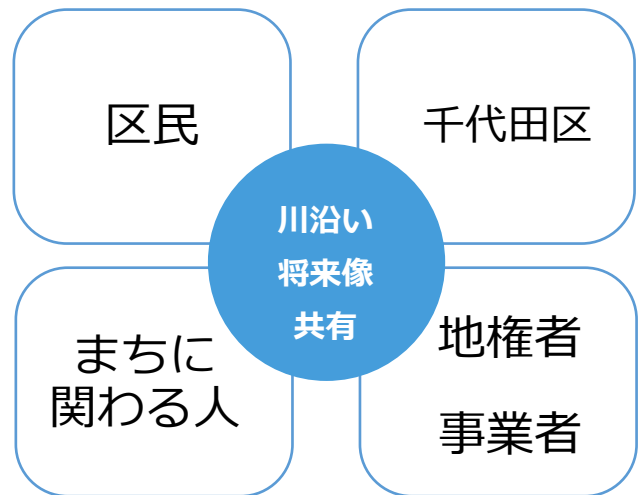 区民
千代田区
川沿い
将来像
共有
まちに
関わる人
地権者
事業者